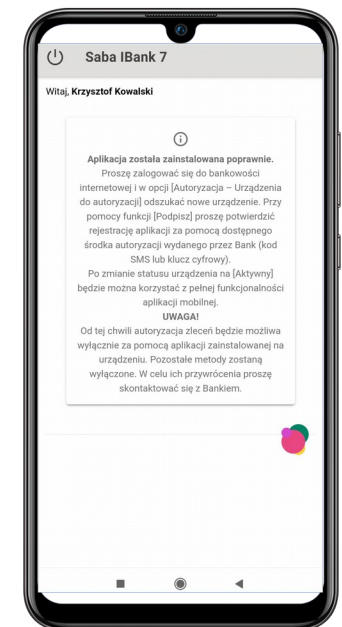 Saba IBank 7
Witaj, Krzysztof Kowalski
Aplikacja została zainstalowana poprawnie.
Proszę zalogować się do bankowości
internetowej i w opcji [Autoryzacja – Urządzenia
do autoryzacji] odszukać nowe urządzenie. Przy
pomocy funkcji [Podpisz] proszę potwierdzić
rejestrację aplikacji za pomocą dostępnego
środka autoryzacji wydanego przez Bank (kod
SMS lub klucz cyfrowy).
Po zmianie statusu urządzenia na [Aktywny]
będzie można korzystać z pełnej funkcjonalności
aplikacji mobilnej.
UWAGA!
Od tej chwili autoryzacja zleceń będzie możliwa
wyłącznie za pomocą aplikacji zainstalowanej na
urządzeniu. Pozostałe metody zostaną
wyłączone. W celu ich przywrócenia proszę
skontaktować się z Bankiem.